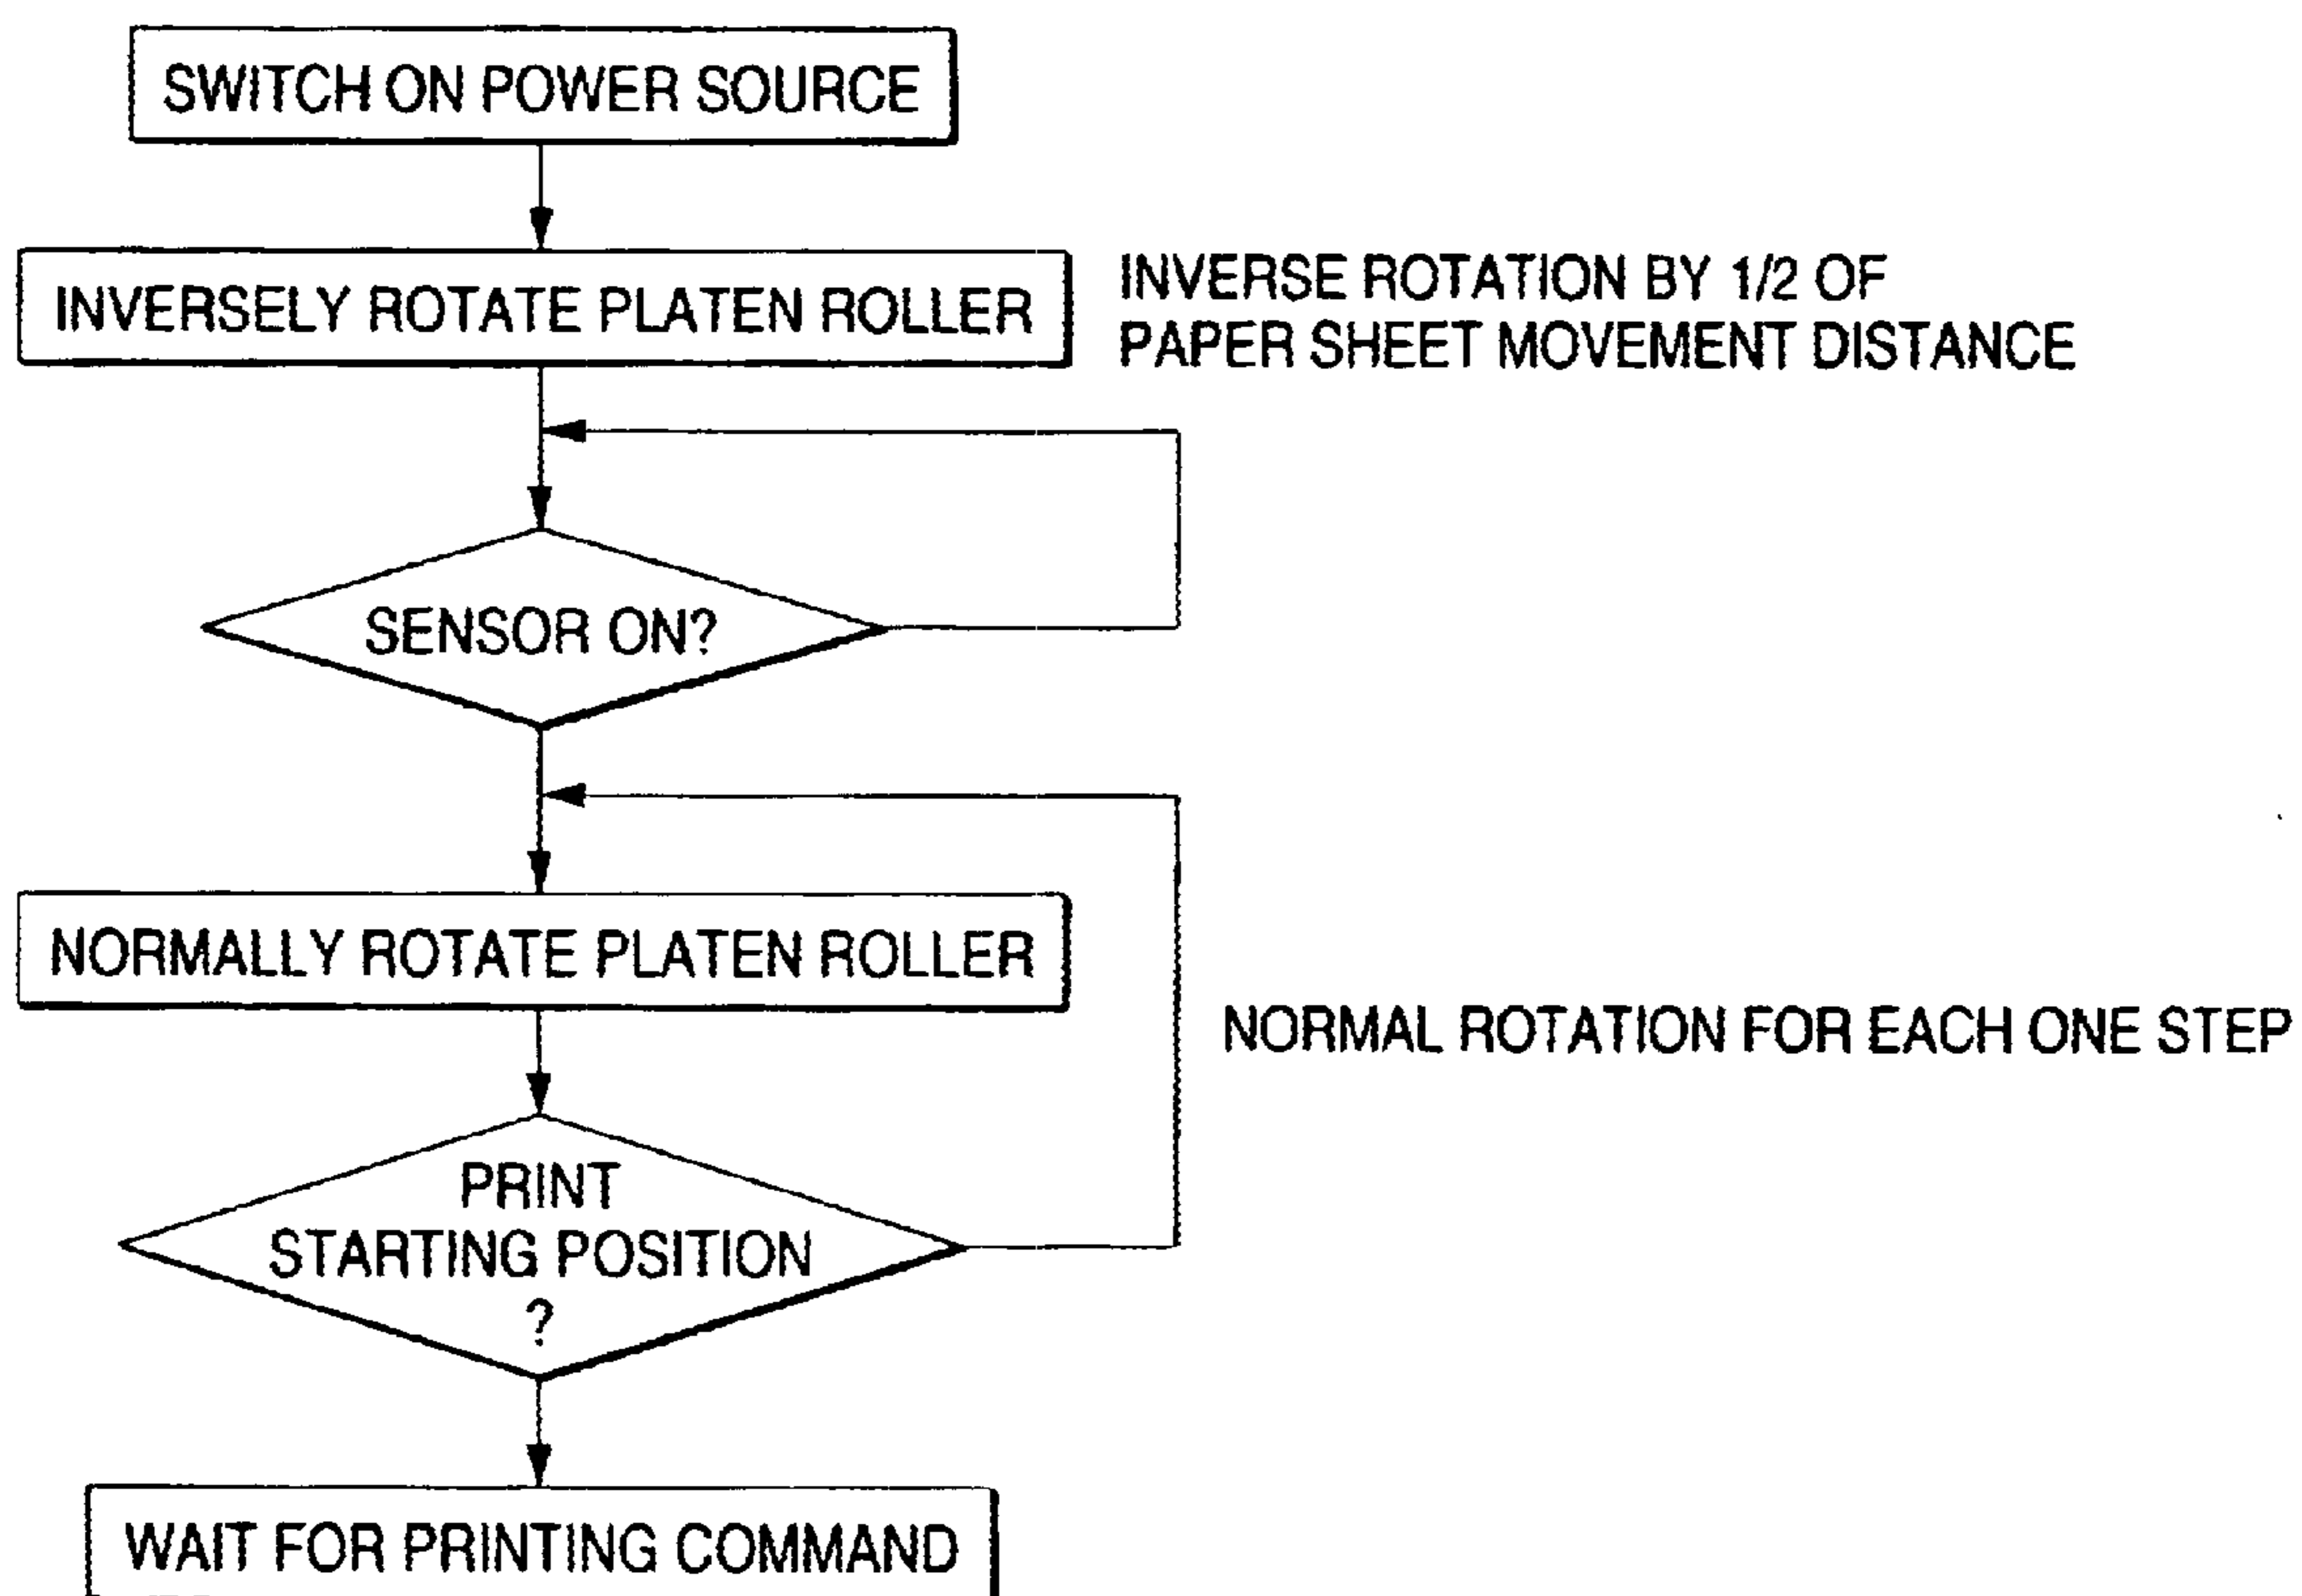 SWITCH ON POWER SOURCE
INVERSELY ROTATE PLATEN ROLLER
INVERSE ROTATION BY 1/2 OF
PAPER SHEET MOVEMENT DISTANCE
SENSOR ON?
NORMALLY ROTATE PLATEN ROLLER
NORMAL ROTATION FOR EACH ONE STEP
PRINT
STARTING POSITION
?
WAIT FOR PRINTING COMMAND